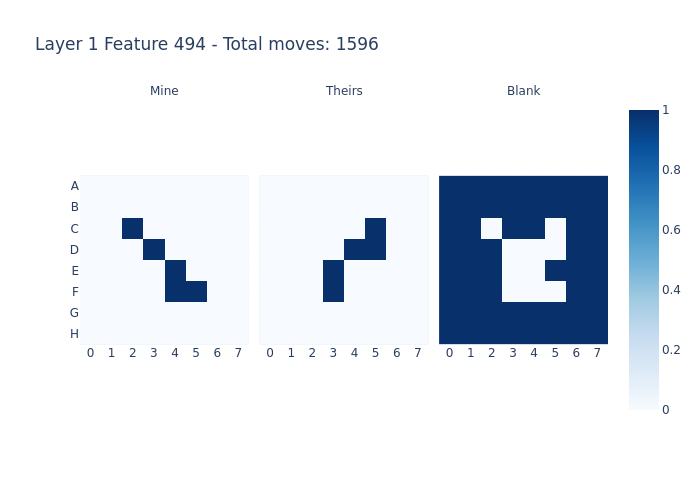 Layer 1 Feature 494 - Total moves: 1596
Mine Theirs Blank
A
B
C
D
E
F
G
H
0 1 2 3 4 5 6 7 0 1 2 3 4 5 6 7 0 1 2 3 4 5 6 7
1
0.8
0.6
0.4
0.2
0